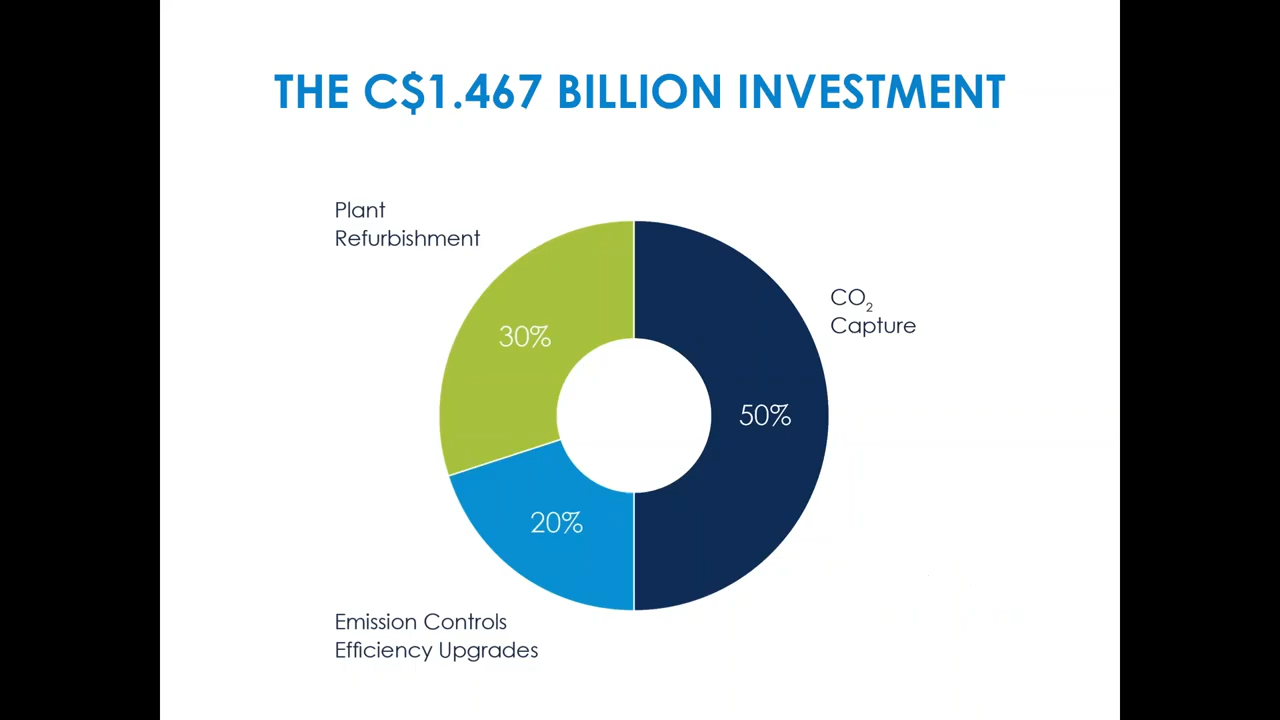 THE C$1.467 BILLION INVESTMENT
Plant
Refurbishment
CO₂
Capture
30%
50%
20%
Emission Controls
Efficiency Upgrades